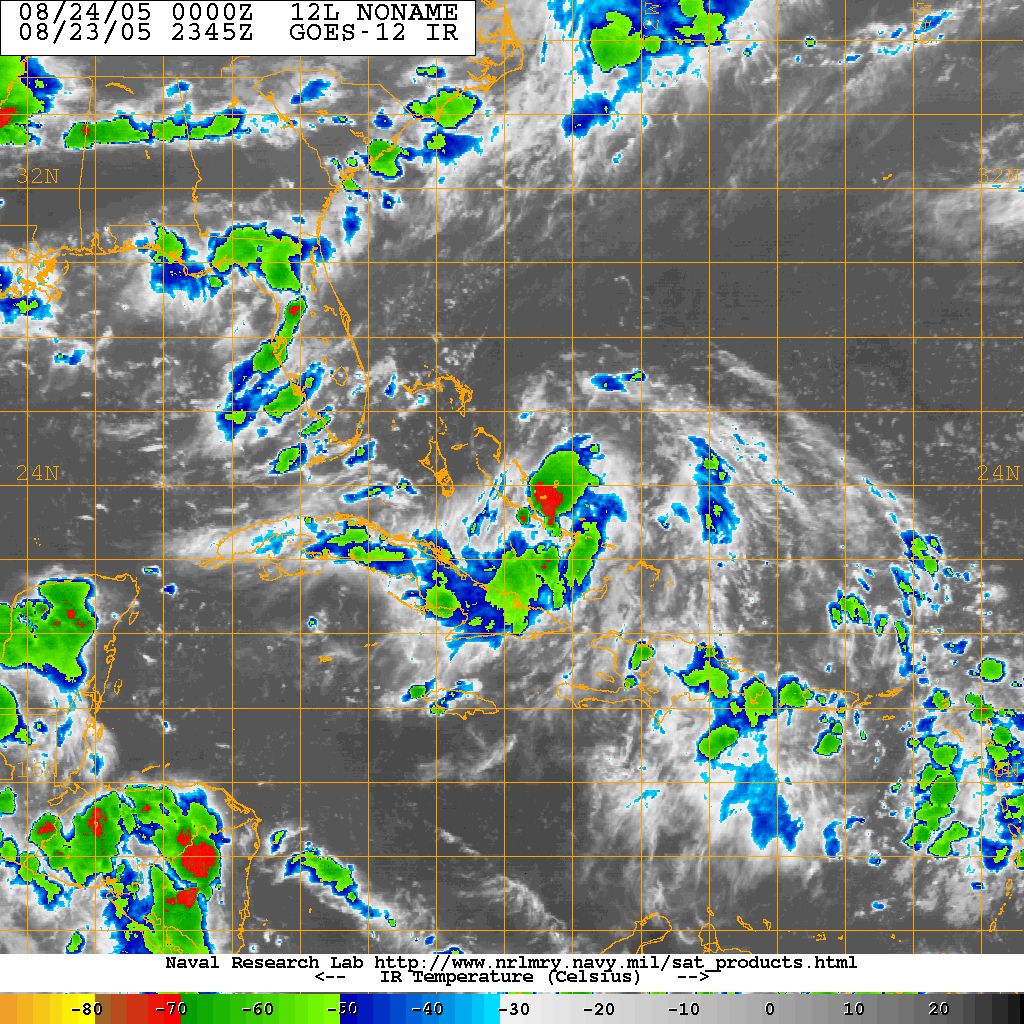 08/24/05 0000Z 12L NONAME
08/23/05 2345Z GOES-12 IR
32N 32N
24N 24N
16N
Naval Research Lab http://www.nrlmry.navy.mil/sat_products.html
<-- IR Temperature (Celsius) -->
-80 -70 -60 -50 -40 -30 -20 -10 0 10 20